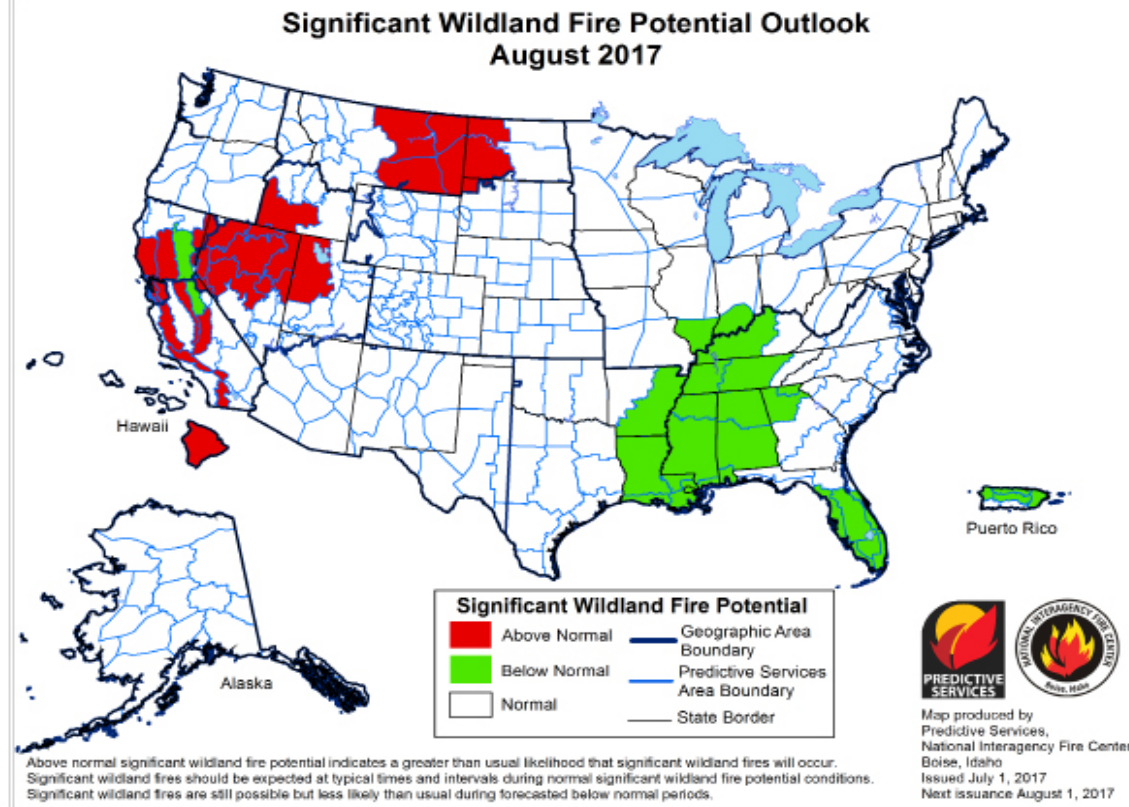 Significant Wildland Fire Potential Outlook
August 2017
Hawaii
Puerto Rico
Alaska
Significant Wildland Fire Potential
Above Normal
Below Normal
Normal
Geographic Area
Boundary
Predictive Services
Area Boundary
State Border
PREDICTIVE
SERVICES
NATIONAL INTERAGENCY FIRE CENTER
Boise, Idaho
Map produced by
Predictive Services,
National Interagency Fire Center
Boise, Idaho
Issued July 1, 2017
Next issuance August 1, 2017
Above normal significant wildland fire potential indicates a greater than usual likelihood that significant wildland fires will occur.
Significant wildland fires should be expected at typical times and intervals during normal significant wildland fire potential conditions.
Significant wildland fires are still possible but less likely than usual during forecasted below normal periods.